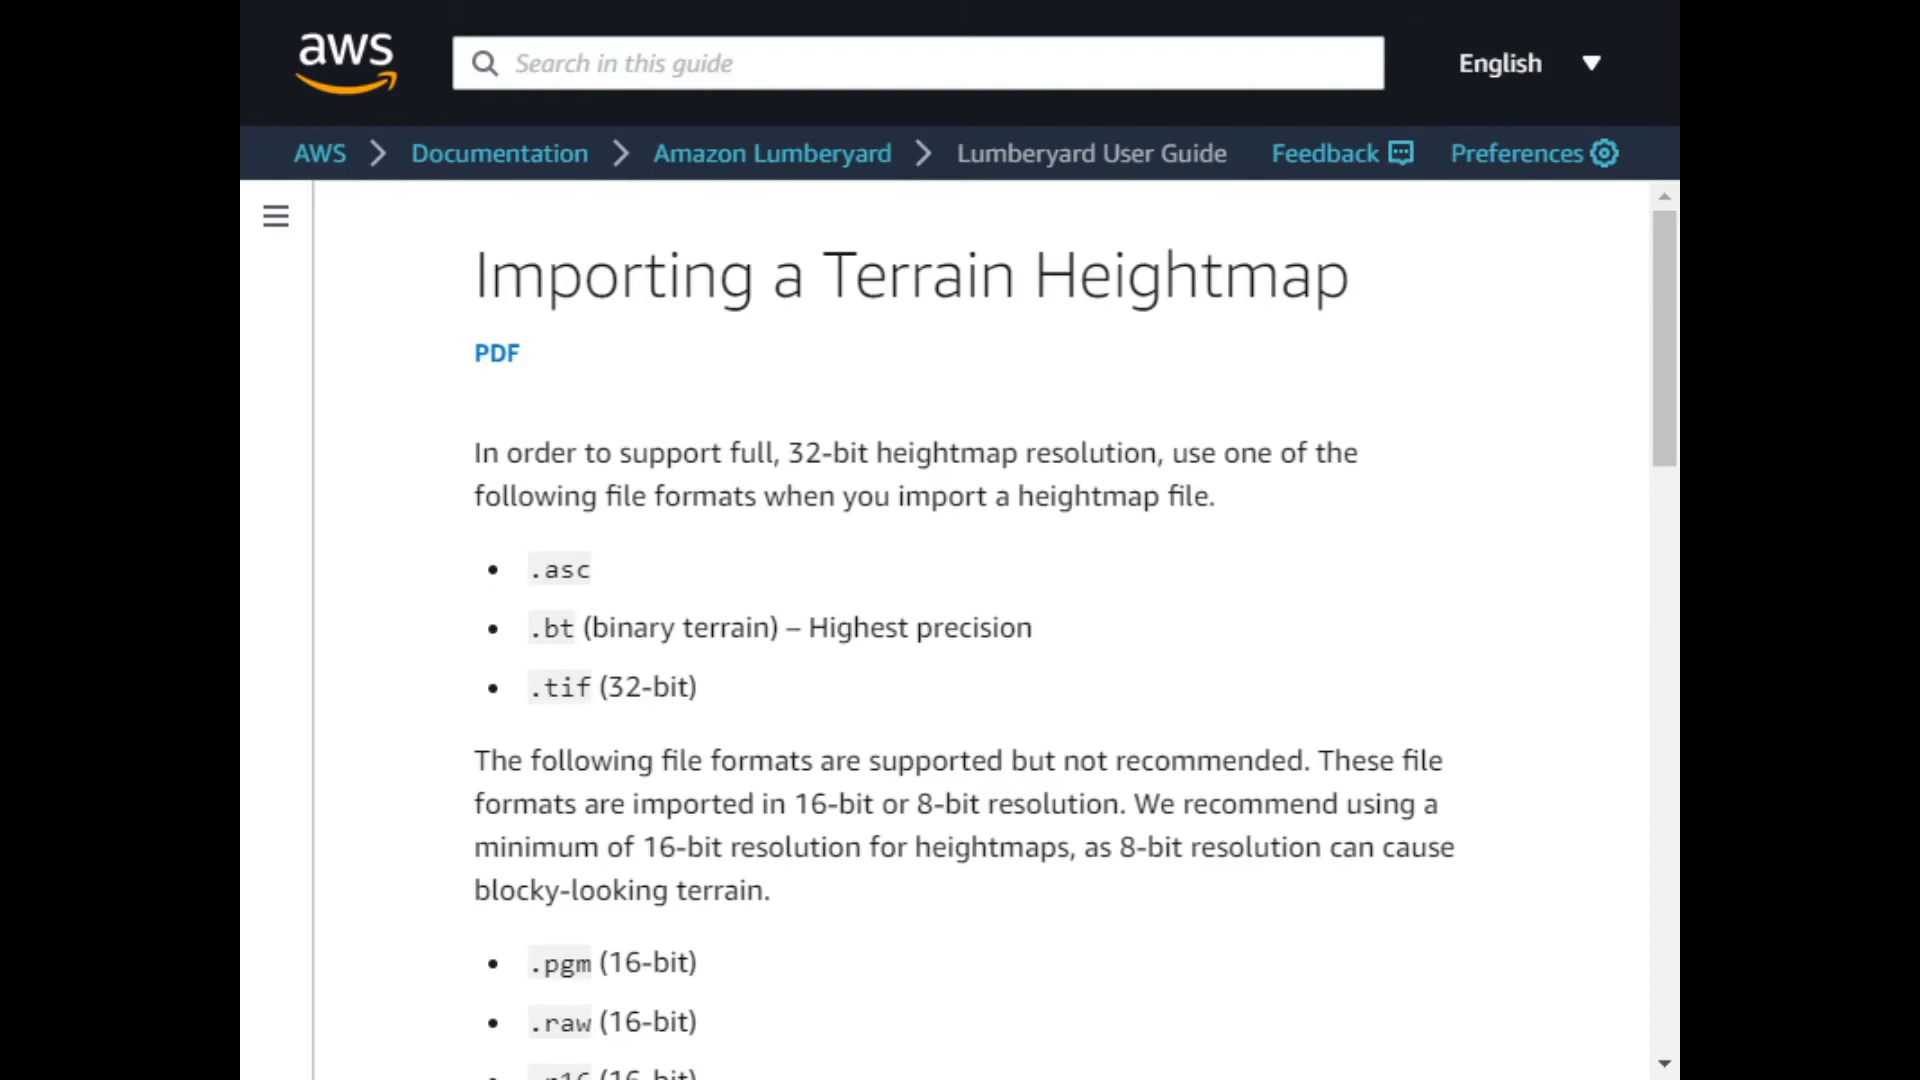 aws
Search in this guide
English
AWS > Documentation > Amazon Lumberyard > Lumberyard User Guide
Feedback
Preferences
Importing a Terrain Heightmap
PDF
In order to support full, 32-bit heightmap resolution, use one of the
following file formats when you import a heightmap file.
• .asc
• .bt (binary terrain) – Highest precision
• .tif (32-bit)
The following file formats are supported but not recommended. These file
formats are imported in 16-bit or 8-bit resolution. We recommend using a
minimum of 16-bit resolution for heightmaps, as 8-bit resolution can cause
blocky-looking terrain.
• .pgm (16-bit)
• .raw (16-bit)
(16-bit)